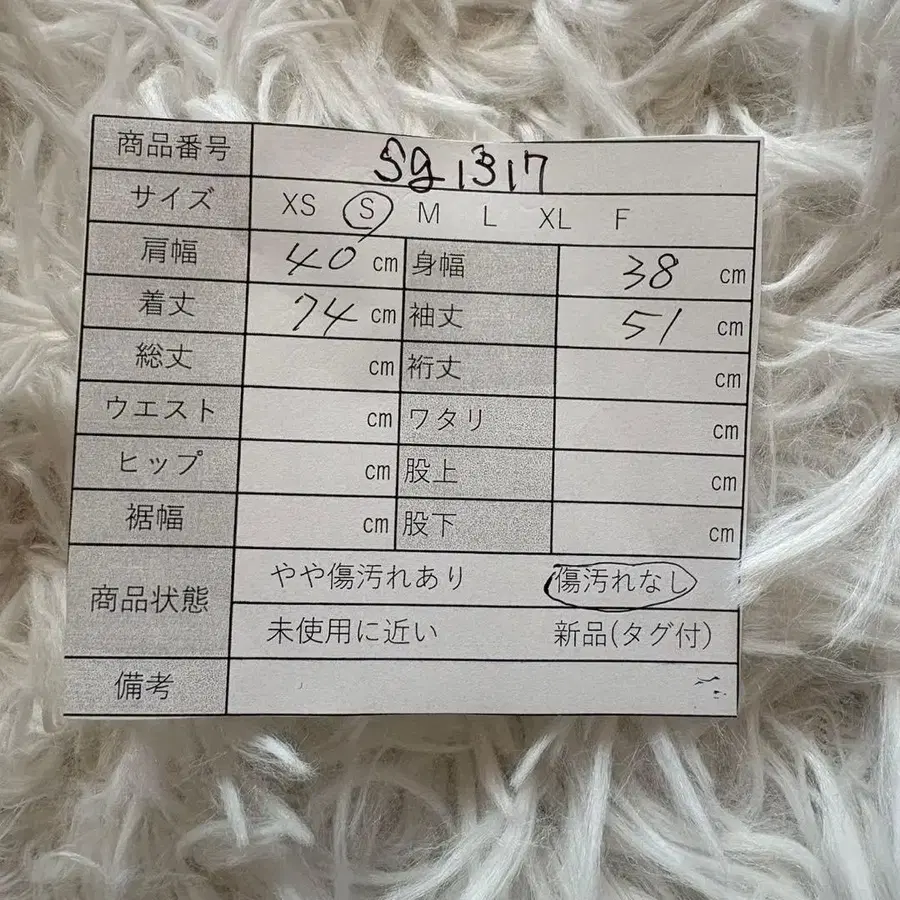 商品番号 Sg1317
サイズ XS S M L XL F
肩幅 40 cm 身幅 38 cm
着丈 74 cm 袖丈 51 cm
総丈 cm 裄丈 cm
ウエスト cm ワタリ cm
ヒップ cm 股上 cm
裾幅 cm 股下 cm
商品状態 やや傷汚れあり 傷汚れなし
未使用に近い 新品(タグ付)
備考